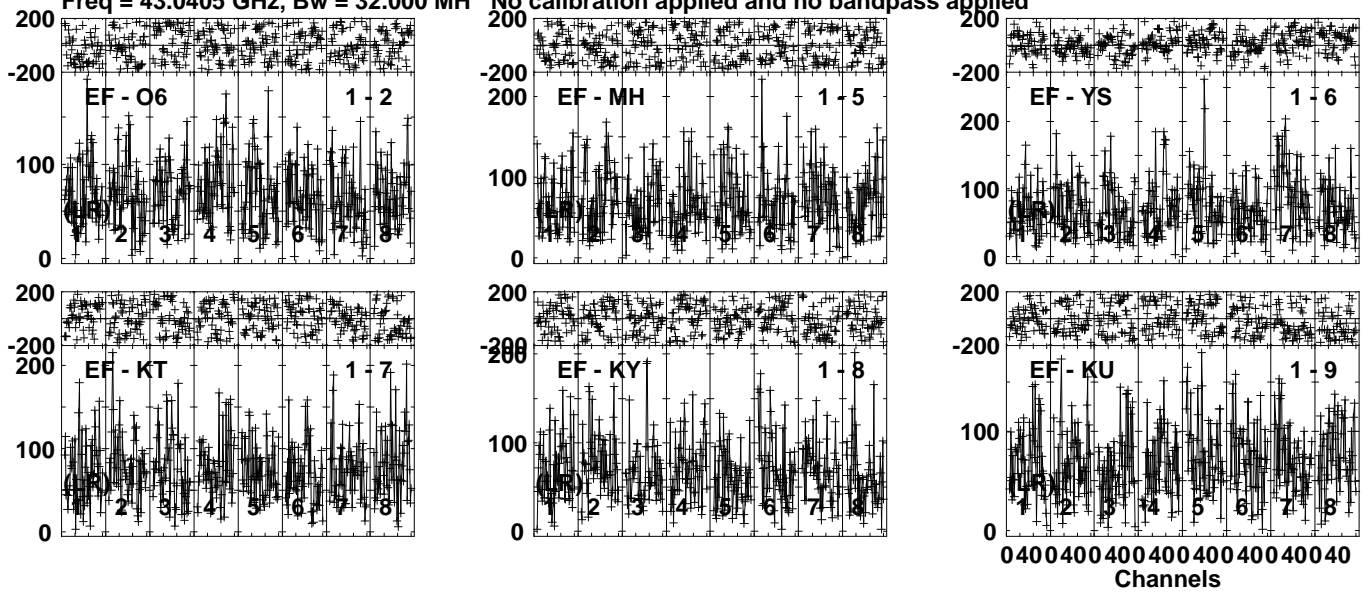 Freq = 43.0405 GHz, Bw = 32.000 MH No calibration applied and no bandpass applied
200
-200
EF - O6 1 - 2
100
(LR)
1 2 3 4 5 6 7 8
0
200
-200
200
EF - MH 1 - 5
100
(LR)
1 2 3 4 5 6 7 8
0
200
-200
200
EF - YS 1 - 6
100
(LR)
1 2 3 4 5 6 7 8
0
200
-200
200
EF - KT 1 - 7
100
(LR)
1 2 3 4 5 6 7 8
0
200
-200
200
EF - KY 1 - 8
100
(LR)
1 2 3 4 5 6 7 8
0
200
-200
EF - KU 1 - 9
100
(LR)
1 2 3 4 5 6 7 8
0
0 40 0 40 0 40 0 40 0 40 0 40 0 40 0 40
Channels